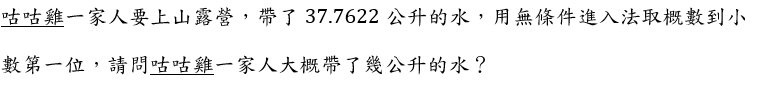 咕咕雞一家人要上山露營，帶了 37.7622 公升的水，用無條件進入法取概數到小
數第一位，請問咕咕雞一家人大概帶了幾公升的水？